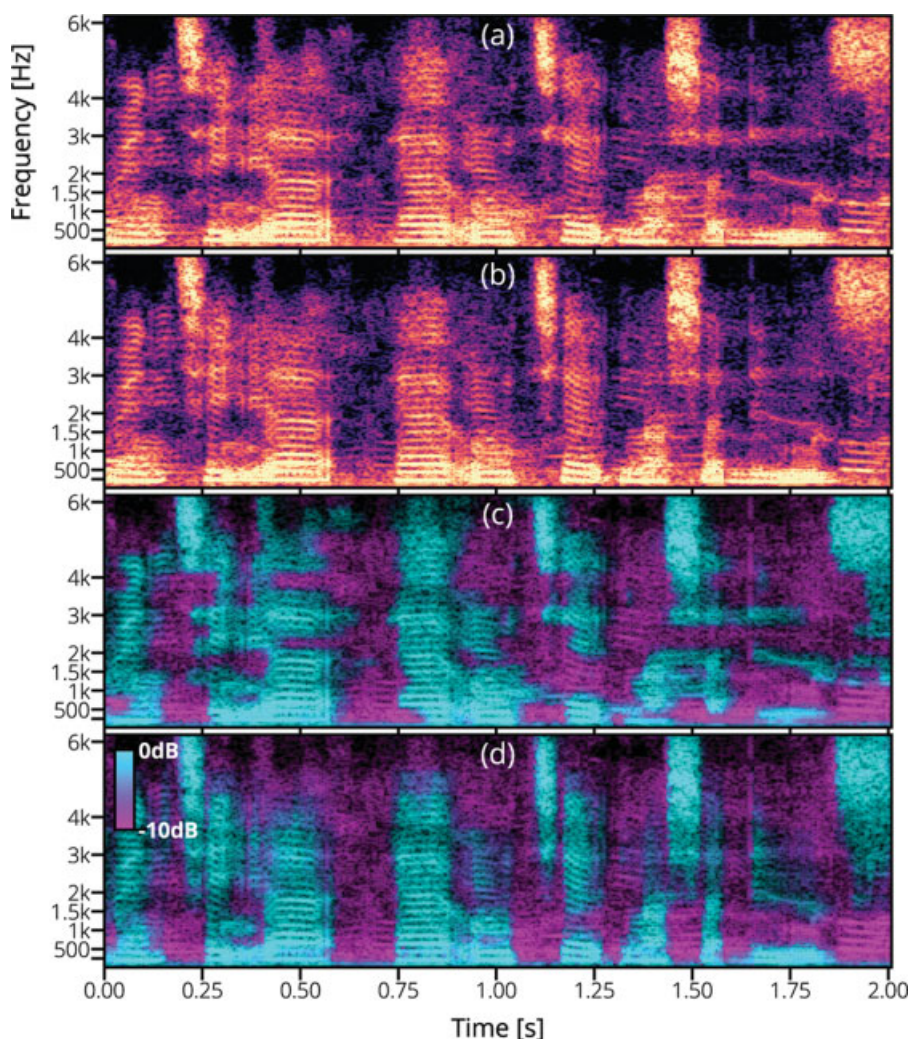 Frequency [Hz]
6k
4k
3k
2k
1.5k
1k
500
(a)
6k
4k
3k
2k
1.5k
1k
500
(b)
6k
4k
3k
2k
1.5k
1k
500
(c)
6k
4k
3k
2k
1.5k
1k
500
(d)
0dB
-10dB
0.00 0.25 0.50 0.75 1.00 1.25 1.50 1.75 2.00
Time [s]